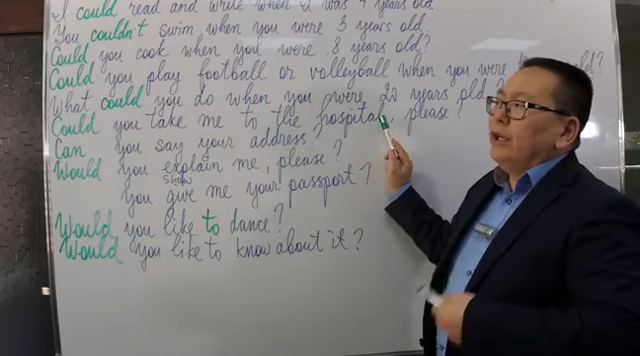 I could read and write when I was 4 years old.
You couldn't swim when you were 3 years old
Could you cook when you were 8 years old?
Could you play football or volleyball when you were old?
What could you do when you were 20 years old
Could you take me to the hospital, please?
Can you say your address?
Would you explain me, please?
Show
you give me your passport?
Would you like to dance?
Would you like to know about it?